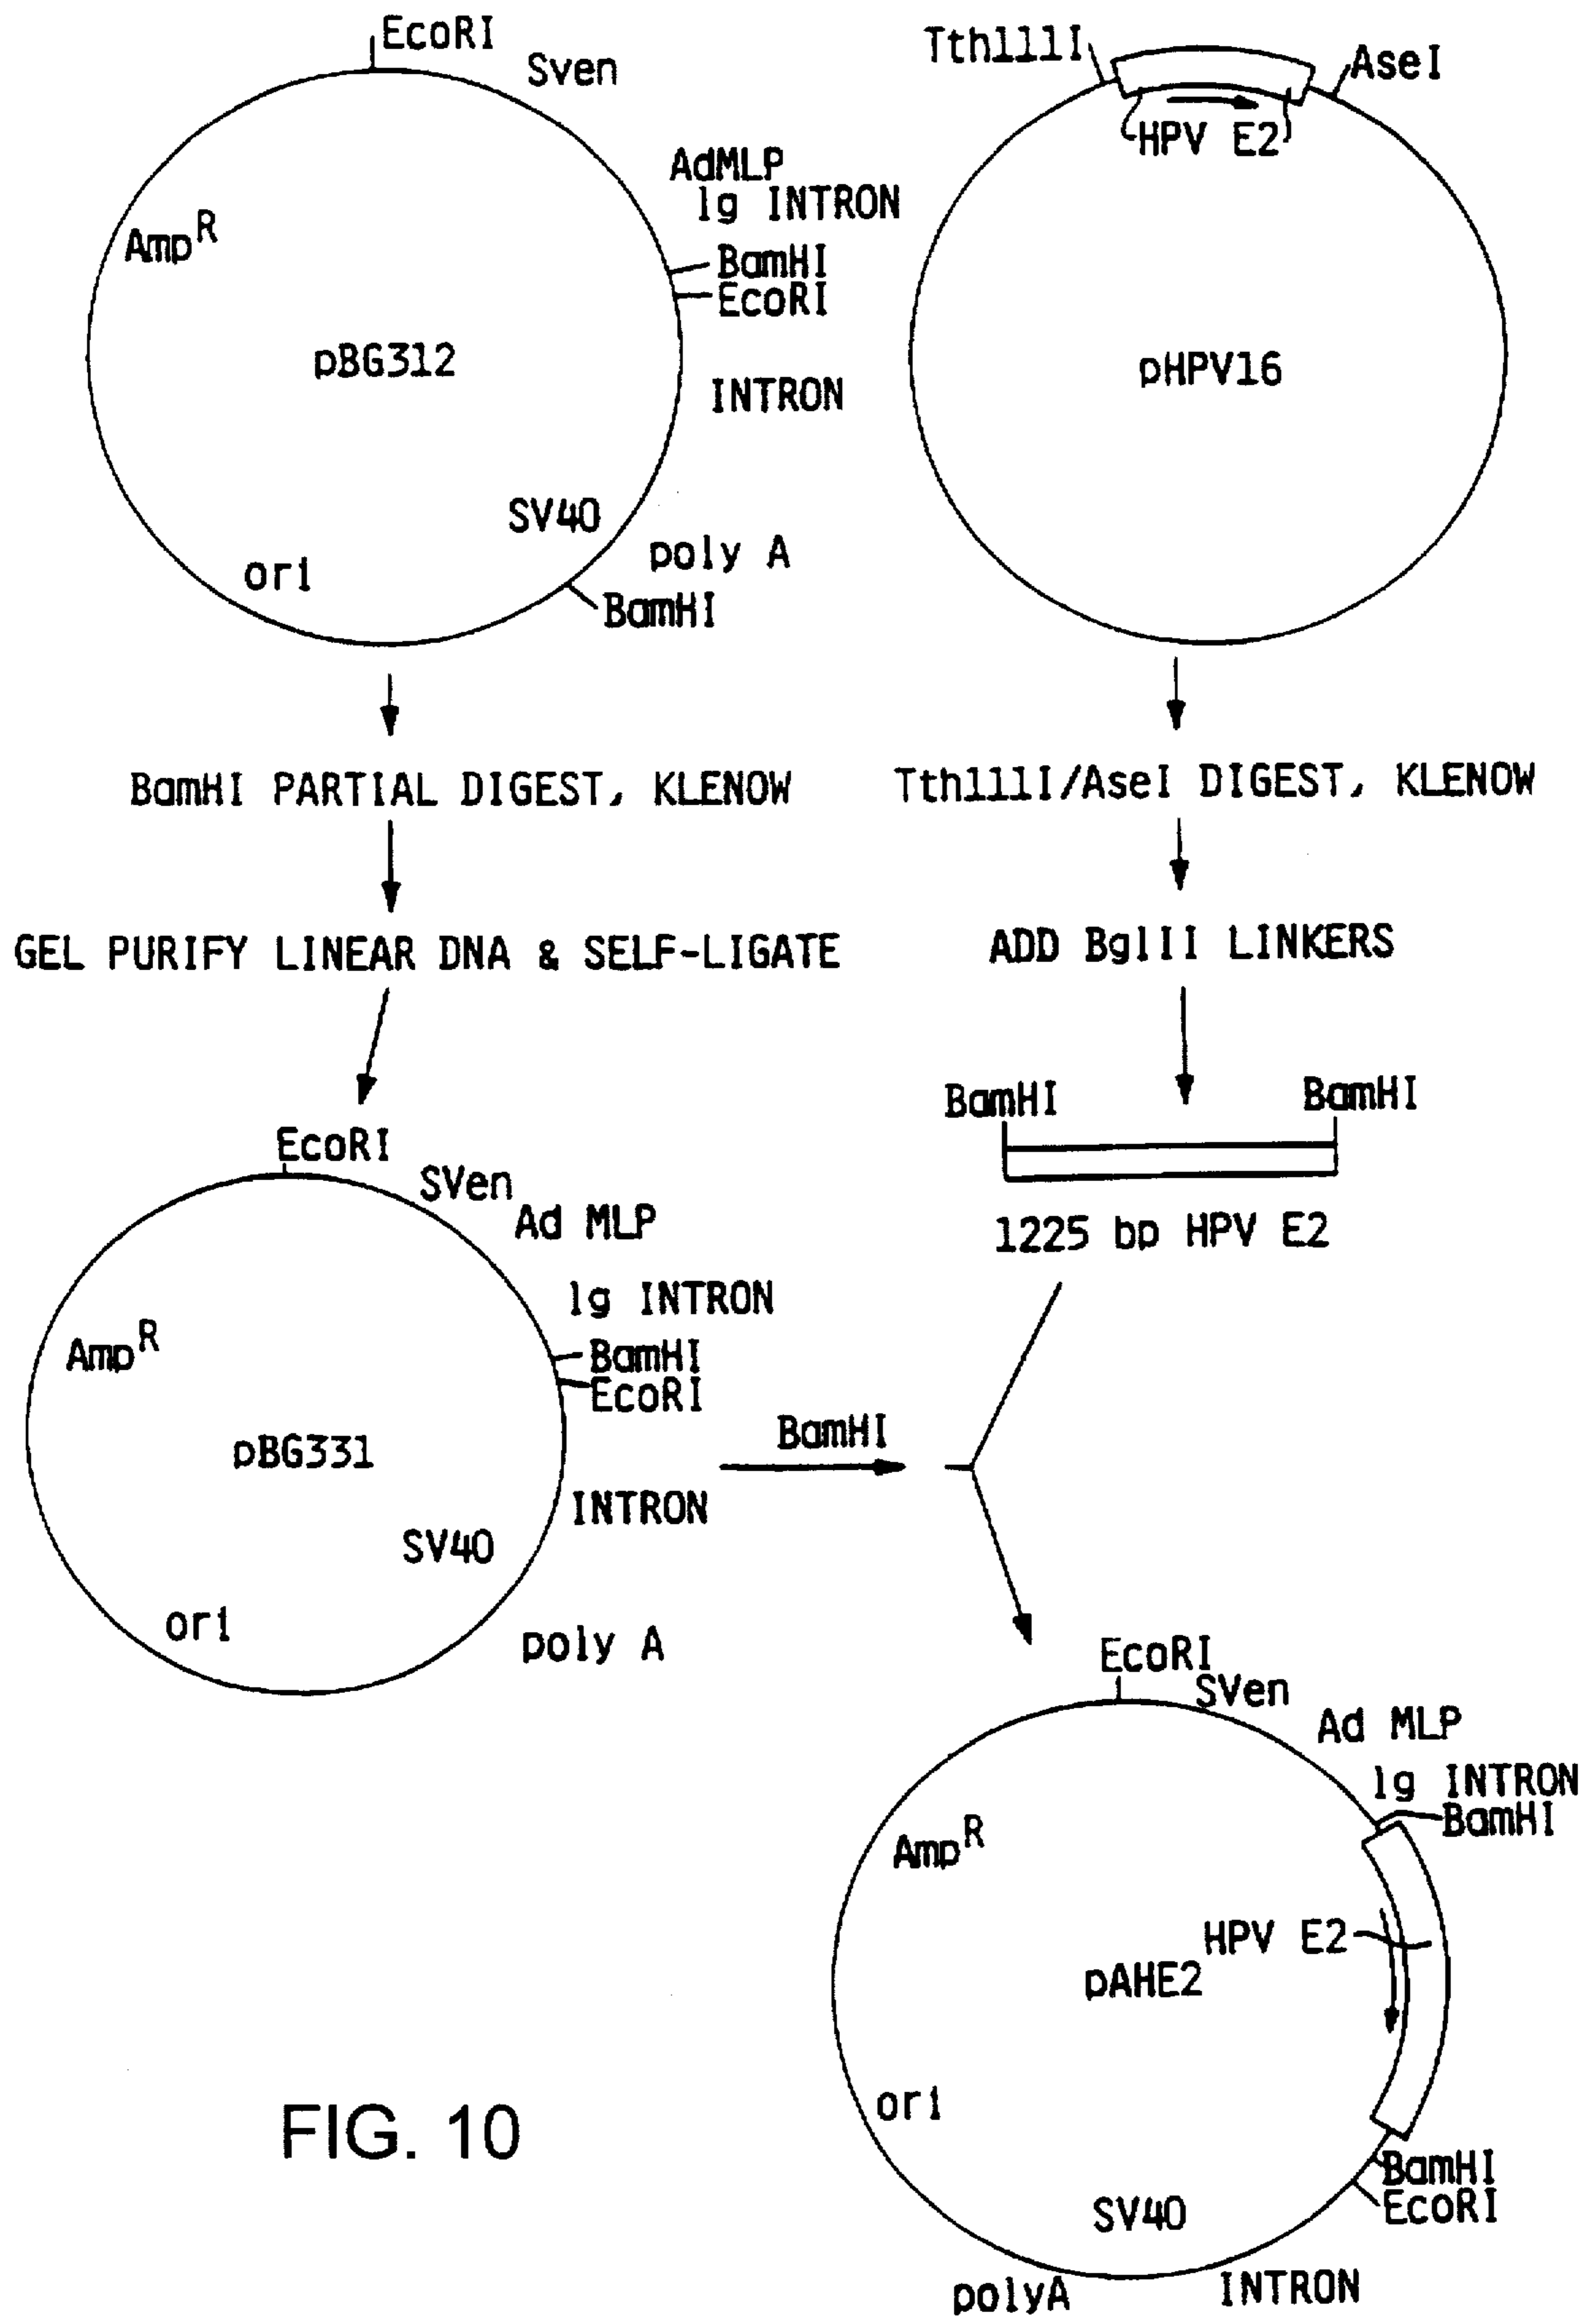 EcoRI
Sven
AdMLP
lg INTRON
BamHI
EcoRI
Amp^R
pBG312
INTRON
SV40
poly A
ori
BamHI
Tth111I
AseI
HPV E2
pHPV16
BamHI PARTIAL DIGEST, KLENOW
Tth111I/AseI DIGEST, KLENOW
GEL PURIFY LINEAR DNA & SELF-LIGATE
ADD BglII LINKERS
BamHI
BamHI
1225 bp HPV E2
EcoRI
SVen
Ad MLP
lg INTRON
BamHI
EcoRI
Amp^R
pBG331
INTRON
SV40
ori
poly A
BamHI
EcoRI
SVen
Ad MLP
lg INTRON
BamHI
Amp^R
HPV E2
pAHE2
ori
BamHI
EcoRI
SV40
polyA
INTRON
FIG. 10